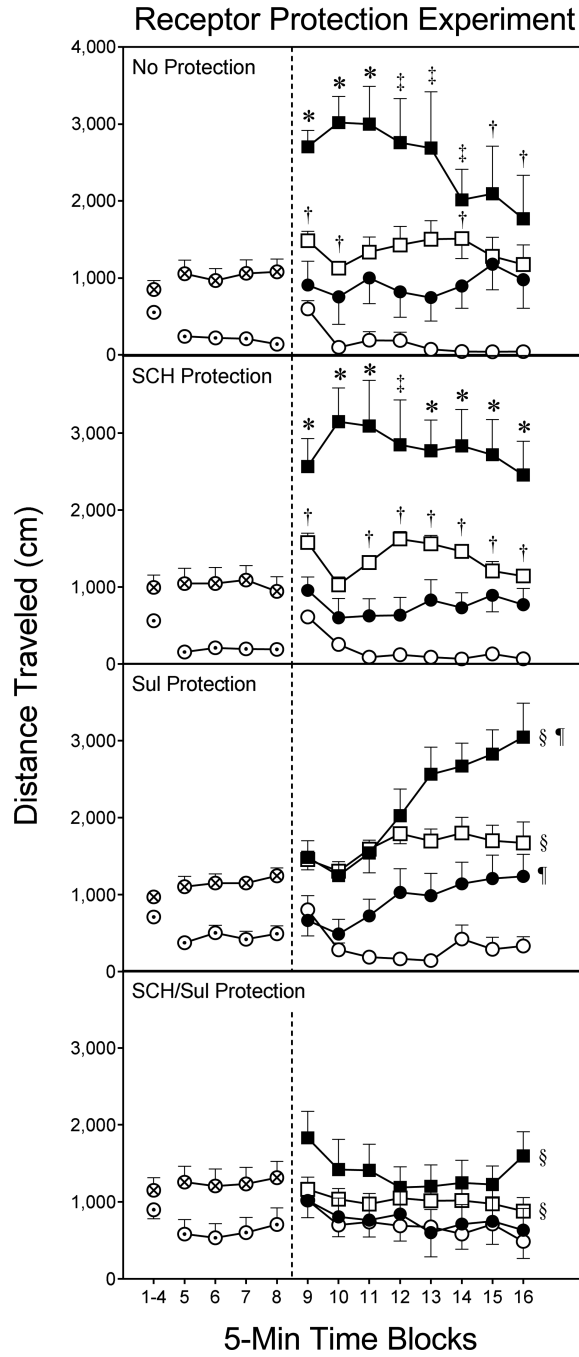 Receptor Protection Experiment
4,000
No Protection
* * * ‡ ‡
3,000
‡ † †
2,000
† † †
1,000
0
SCH Protection
* * * ‡ * * * *
3,000
2,000
† † † † † † †
1,000
0
Sul Protection
3,000
§ ¶
2,000
§
¶
1,000
0
SCH/Sul Protection
3,000
2,000
§
1,000
§
0
1-4 5 6 7 8 9 10 11 12 13 14 15 16
5-Min Time Blocks
Distance Traveled (cm)